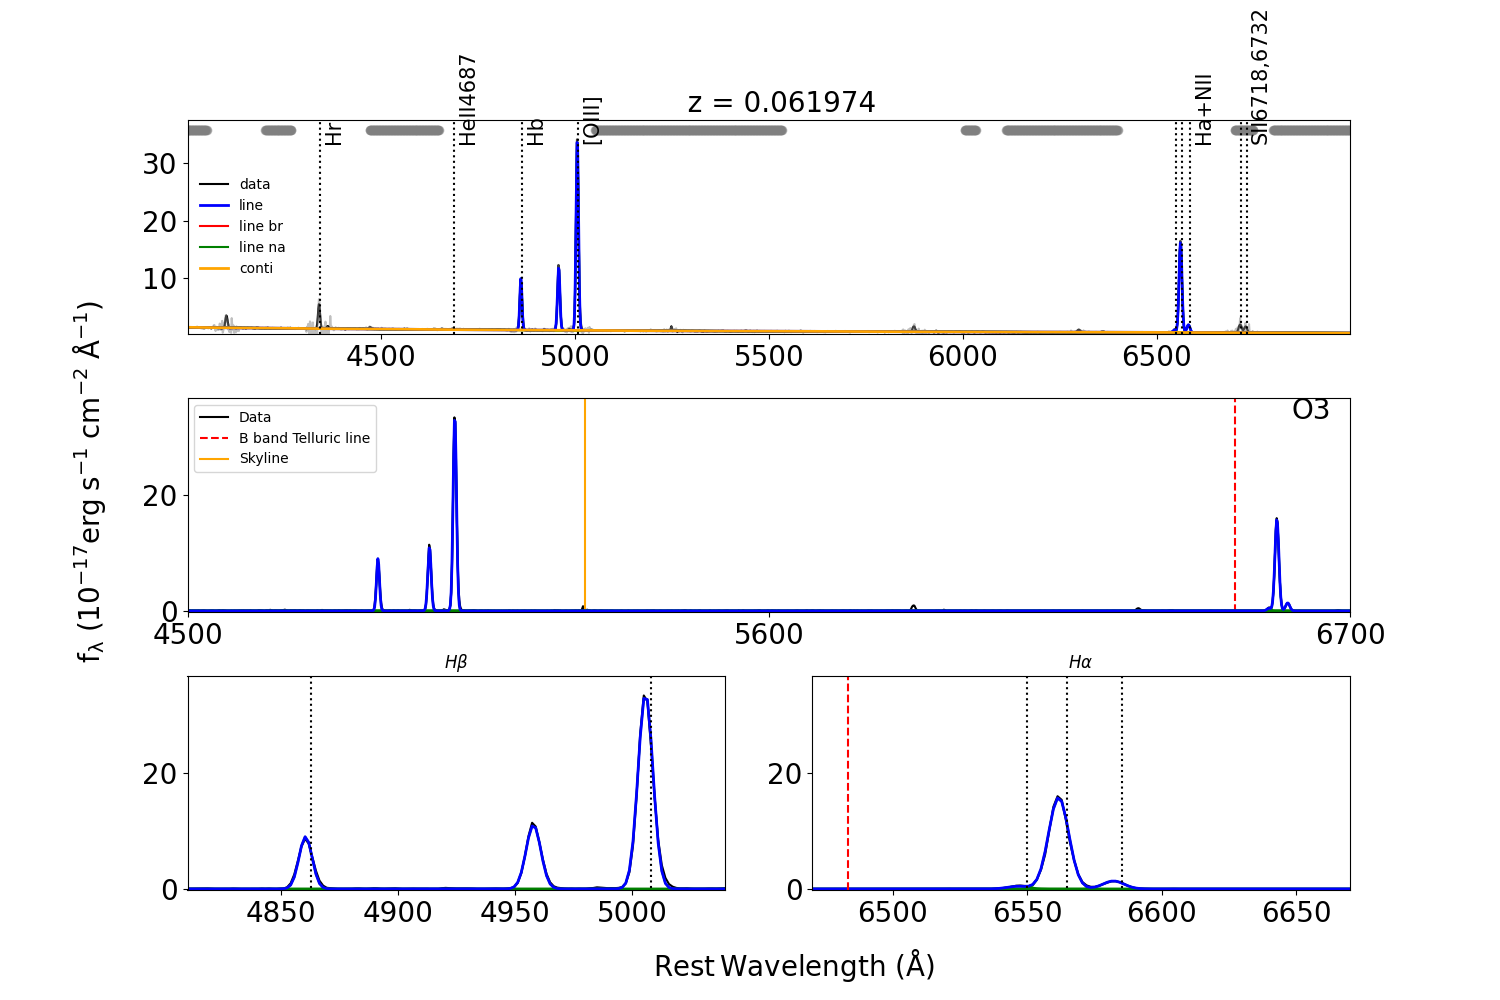 z = 0.061974
Hr
HeII4687
Hb
[OIII]
Ha+NII
SII6718,6732
30
20
10
data
line
line br
line na
conti
4500
5000
5500
6000
6500
fλ (10−17erg s−1 cm−2 Å−1)
O3
20
0
Data
B band Telluric line
Skyline
4500
5600
6700
Hβ
20
0
4850
4900
4950
5000
Hα
20
0
6500
6550
6600
6650
Rest Wavelength (Å)